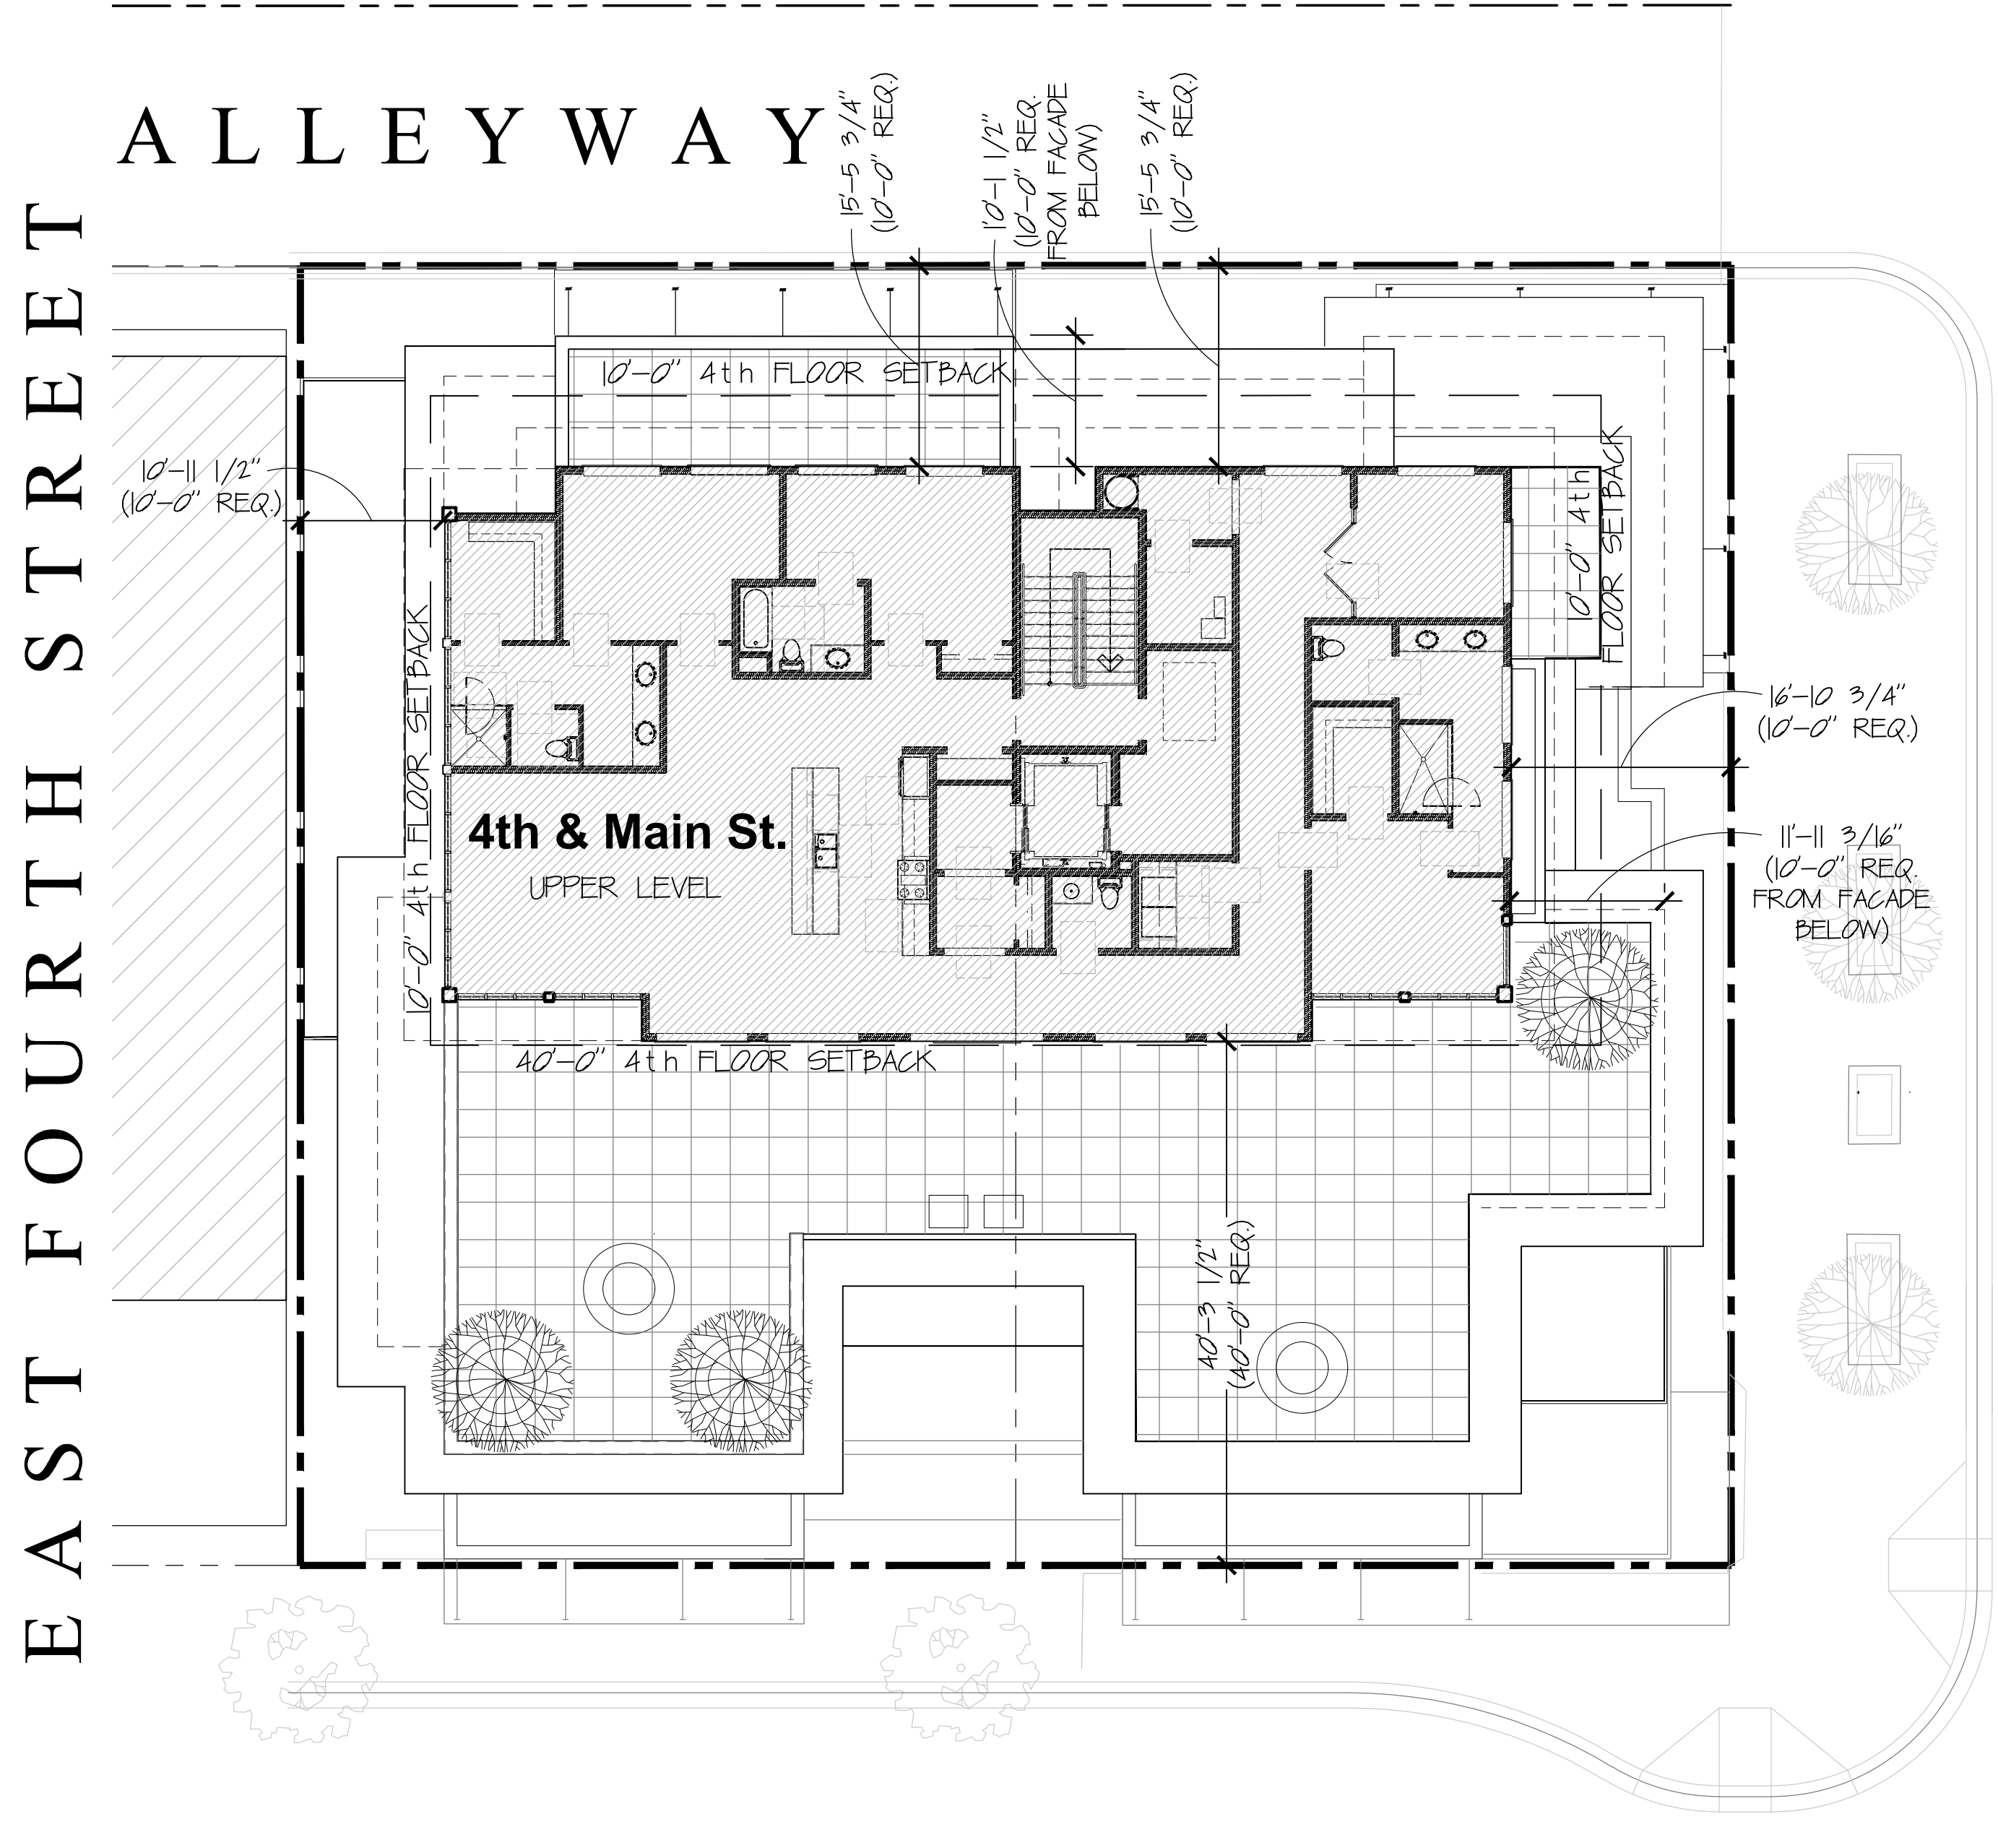 ALLEYWAY
EAST FOURTH STREET
15'-5 3/4"
(10'-0" REQ.)
10'-1 1/2"
(10'-0" REQ.
FROM FACADE
BELOW)
15'-5 3/4"
(10'-0" REQ.)
10'-0" 4th FLOOR SETBACK
10'-11 1/2"
(10'-0" REQ.)
10'-0" 4th FLOOR SETBACK
10'-0" 4th
FLOOR SETBACK
16'-10 3/4"
(10'-0" REQ.)
11'-11 3/16"
(10'-0" REQ.
FROM FACADE
BELOW)
4th & Main St.
UPPER LEVEL
40'-0" 4th FLOOR SETBACK
40'-3 1/2"
(40'-0" REQ.)